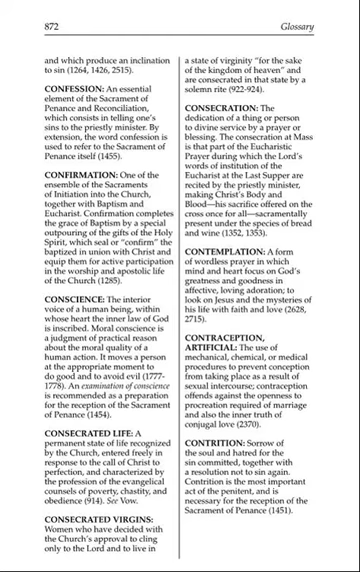 872
Glossary
and which produce an inclination
to sin (1264, 1426, 2515).
CONFESSION: An essential
element of the Sacrament of
Penance and Reconciliation,
which consists in telling one's
sins to the priestly minister. By
extension, the word confession is
used to refer to the Sacrament of
Penance itself (1455).
CONFIRMATION: One of the
ensemble of the Sacraments
of Initiation into the Church,
together with Baptism and
Eucharist. Confirmation completes
the grace of Baptism by a special
outpouring of the gifts of the Holy
Spirit, which seal or "confirm" the
baptized in union with Christ and
equip them for active participation
in the worship and apostolic life
of the Church (1285).
CONSCIENCE: The interior
voice of a human being, within
whose heart the inner law of God
is inscribed. Moral conscience is
a judgment of practical reason
about the moral quality of a
human action. It moves a person
at the appropriate moment to
do good and to avoid evil (1777-
1778). An examination of conscience
is recommended as a preparation
for the reception of the Sacrament
of Penance (1454).
CONSECRATED LIFE: A
permanent state of life recognized
by the Church, entered freely in
response to the call of Christ to
perfection, and characterized by
the profession of the evangelical
counsels of poverty, chastity, and
obedience (914). See Vow.
CONSECRATED VIRGINS:
Women who have decided with
the Church's approval to cling
only to the Lord and to live in
a state of virginity "for the sake
of the kingdom of heaven" and
are consecrated in that state by a
solemn rite (922-924).
CONSECRATION: The
dedication of a thing or person
to divine service by a prayer or
blessing. The consecration at Mass
is that part of the Eucharistic
Prayer during which the Lord's
words of institution of the
Eucharist at the Last Supper are
recited by the priestly minister,
making Christ's Body and
Blood—his sacrifice offered on the
cross once for all—sacramentally
present under the species of bread
and wine (1352, 1353).
CONTEMPLATION: A form
of wordless prayer in which
mind and heart focus on God's
greatness and goodness in
affective, loving adoration; to
look on Jesus and the mysteries of
his life with faith and love (2628,
2715).
CONTRACEPTION,
ARTIFICIAL: The use of
mechanical, chemical, or medical
procedures to prevent conception
from taking place as a result of
sexual intercourse; contraception
offends against the openness to
procreation required of marriage
and also the inner truth of
conjugal love (2370).
CONTRITION: Sorrow of
the soul and hatred for the
sin committed, together with
a resolution not to sin again.
Contrition is the most important
act of the penitent, and is
necessary for the reception of the
Sacrament of Penance (1451).